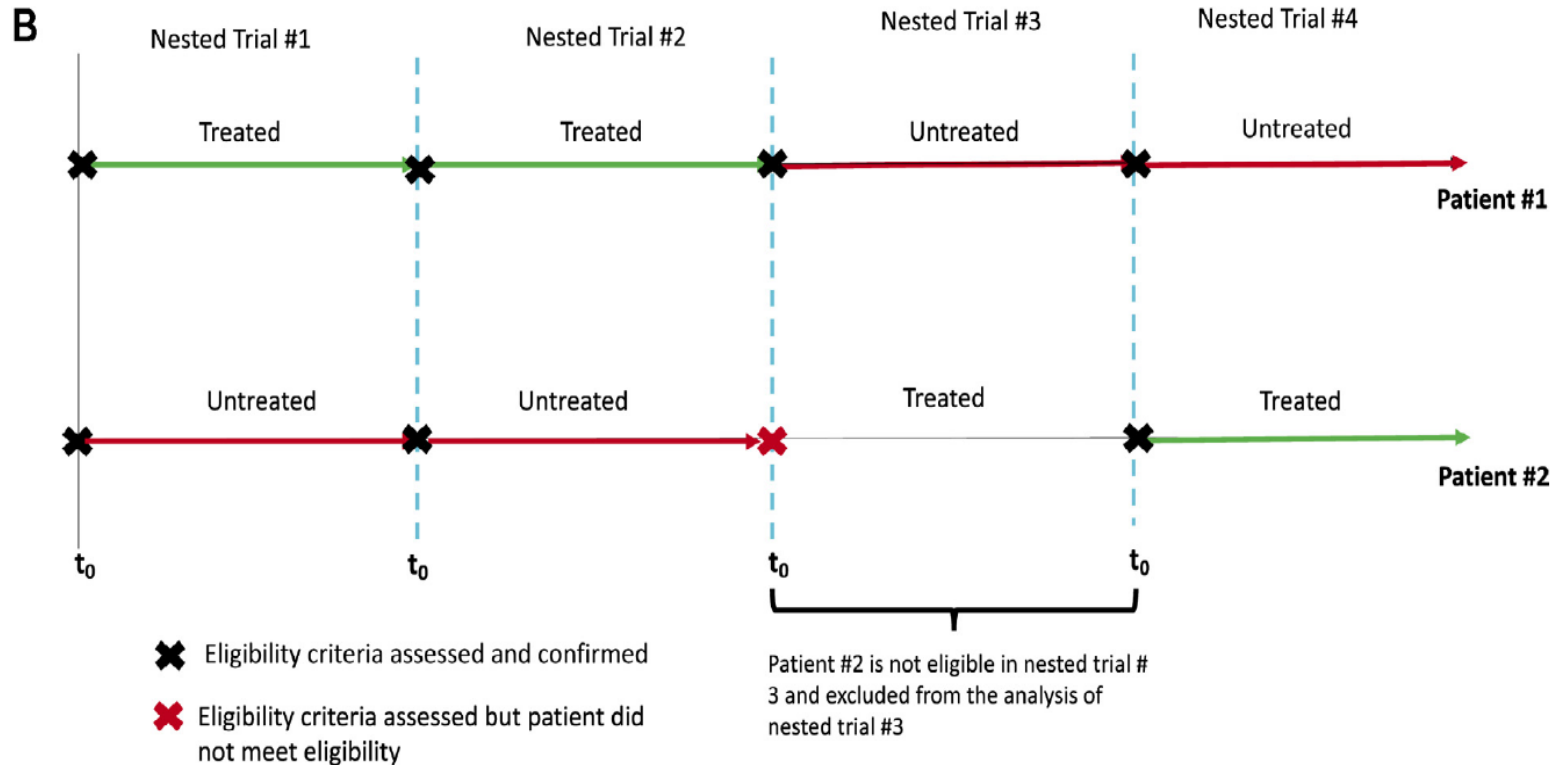 B
Nested Trial #1
Nested Trial #2
Nested Trial #3
Nested Trial #4
Treated
Treated
Untreated
Untreated
Patient #1
Untreated
Untreated
Treated
Treated
Patient #2
t₀
t₀
t₀
t₀
Eligibility criteria assessed and confirmed
Eligibility criteria assessed but patient did
not meet eligibility
Patient #2 is not eligible in nested trial #
3 and excluded from the analysis of
nested trial #3